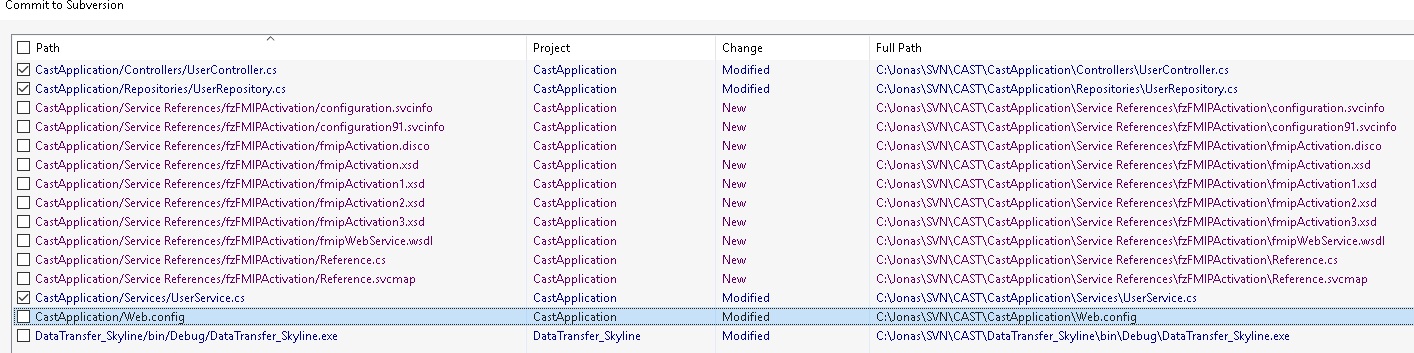 Commit to Subversion
Path Project Change Full Path
CastApplication/Controllers/UserController.cs CastApplication Modified C:\Jonas\SVN\CAST\CastApplication\Controllers\UserController.cs
CastApplication/Repositories/UserRepository.cs CastApplication Modified C:\Jonas\SVN\CAST\CastApplication\Repositories\UserRepository.cs
CastApplication/Service References/fzFMIPActivation/configuration.svcinfo CastApplication New C:\Jonas\SVN\CAST\CastApplication\Service References\fzFMIPActivation\configuration.svcinfo
CastApplication/Service References/fzFMIPActivation/configuration91.svcinfo CastApplication New C:\Jonas\SVN\CAST\CastApplication\Service References\fzFMIPActivation\configuration91.svcinfo
CastApplication/Service References/fzFMIPActivation/fmipActivation.disco CastApplication New C:\Jonas\SVN\CAST\CastApplication\Service References\fzFMIPActivation\fmipActivation.disco
CastApplication/Service References/fzFMIPActivation/fmipActivation.xsd CastApplication New C:\Jonas\SVN\CAST\CastApplication\Service References\fzFMIPActivation\fmipActivation.xsd
CastApplication/Service References/fzFMIPActivation/fmipActivation1.xsd CastApplication New C:\Jonas\SVN\CAST\CastApplication\Service References\fzFMIPActivation\fmipActivation1.xsd
CastApplication/Service References/fzFMIPActivation/fmipActivation2.xsd CastApplication New C:\Jonas\SVN\CAST\CastApplication\Service References\fzFMIPActivation\fmipActivation2.xsd
CastApplication/Service References/fzFMIPActivation/fmipActivation3.xsd CastApplication New C:\Jonas\SVN\CAST\CastApplication\Service References\fzFMIPActivation\fmipActivation3.xsd
CastApplication/Service References/fzFMIPActivation/fmipWebService.wsdl CastApplication New C:\Jonas\SVN\CAST\CastApplication\Service References\fzFMIPActivation\fmipWebService.wsdl
CastApplication/Service References/fzFMIPActivation/Reference.cs CastApplication New C:\Jonas\SVN\CAST\CastApplication\Service References\fzFMIPActivation\Reference.cs
CastApplication/Service References/fzFMIPActivation/Reference.svcmap CastApplication New C:\Jonas\SVN\CAST\CastApplication\Service References\fzFMIPActivation\Reference.svcmap
CastApplication/Services/UserService.cs CastApplication Modified C:\Jonas\SVN\CAST\CastApplication\Services\UserService.cs
CastApplication/Web.config CastApplication Modified C:\Jonas\SVN\CAST\CastApplication\Web.config
DataTransfer_Skyline/bin/Debug/DataTransfer_Skyline.exe DataTransfer_Skyline Modified C:\Jonas\SVN\CAST\DataTransfer_Skyline\bin\Debug\DataTransfer_Skyline.exe